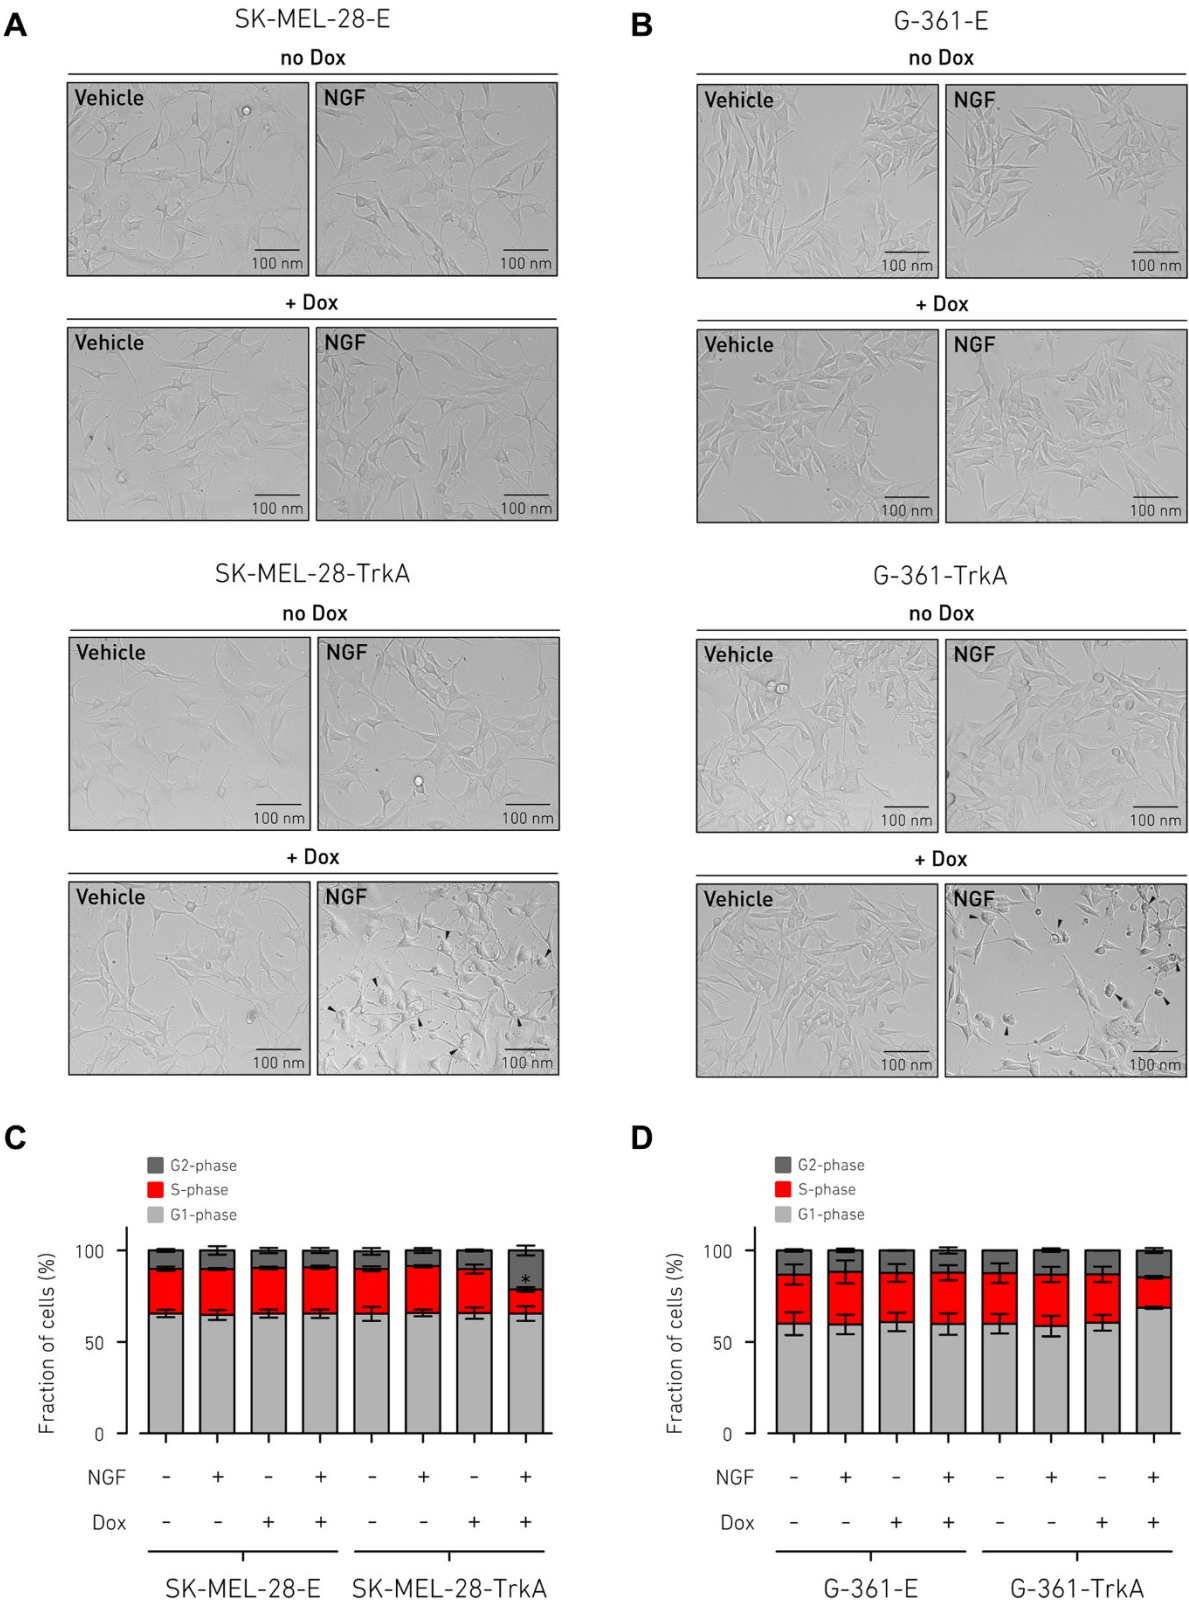 A
SK-MEL-28-E
no Dox
Vehicle
NGF
100 nm
100 nm
+ Dox
Vehicle
NGF
100 nm
100 nm
SK-MEL-28-TrkA
no Dox
Vehicle
NGF
100 nm
100 nm
+ Dox
Vehicle
NGF
100 nm
100 nm
B
G-361-E
no Dox
Vehicle
NGF
100 nm
100 nm
+ Dox
Vehicle
NGF
100 nm
100 nm
G-361-TrkA
no Dox
Vehicle
NGF
100 nm
100 nm
+ Dox
Vehicle
NGF
100 nm
100 nm
C
G2-phase
S-phase
G1-phase
Fraction of cells (%)
100
50
0
*
NGF - + - + - + - +
Dox - - + + - - + +
SK-MEL-28-E SK-MEL-28-TrkA
D
G2-phase
S-phase
G1-phase
Fraction of cells (%)
100
50
0
NGF - + - + - + - +
Dox - - + + - - + +
G-361-E G-361-TrkA